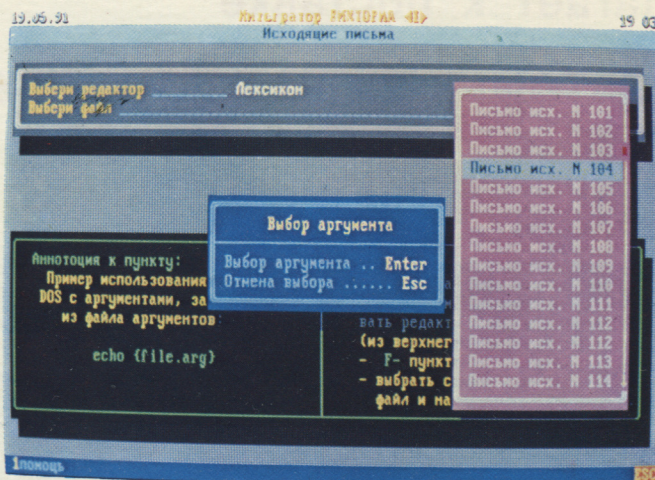 19.05.91 Интегратор ВИКТОРИА <I> 19 03
Исходящие письма
Выбери редактор Лексикон
Выбери файл
Письмо исх. N 101
Письмо исх. N 102
Письмо исх. N 103
Письмо исх. N 104
Письмо исх. N 105
Письмо исх. N 106
Письмо исх. N 107
Письмо исх. N 108
Письмо исх. N 109
Письмо исх. N 110
Письмо исх. N 111
Письмо исх. N 112
Письмо исх. N 112
Письмо исх. N 113
Письмо исх. N 114
Выбор аргумента
Выбор аргумента .. Enter
Отмена выбора ...... Esc
Аннотоция к пункту:
Пример использования
DOS с аргументами, за
из файла аргументов
echo {file.arg}
вать редакт
(из верхнег
- F- пункт
- выбрать с
файл и на
1помощь